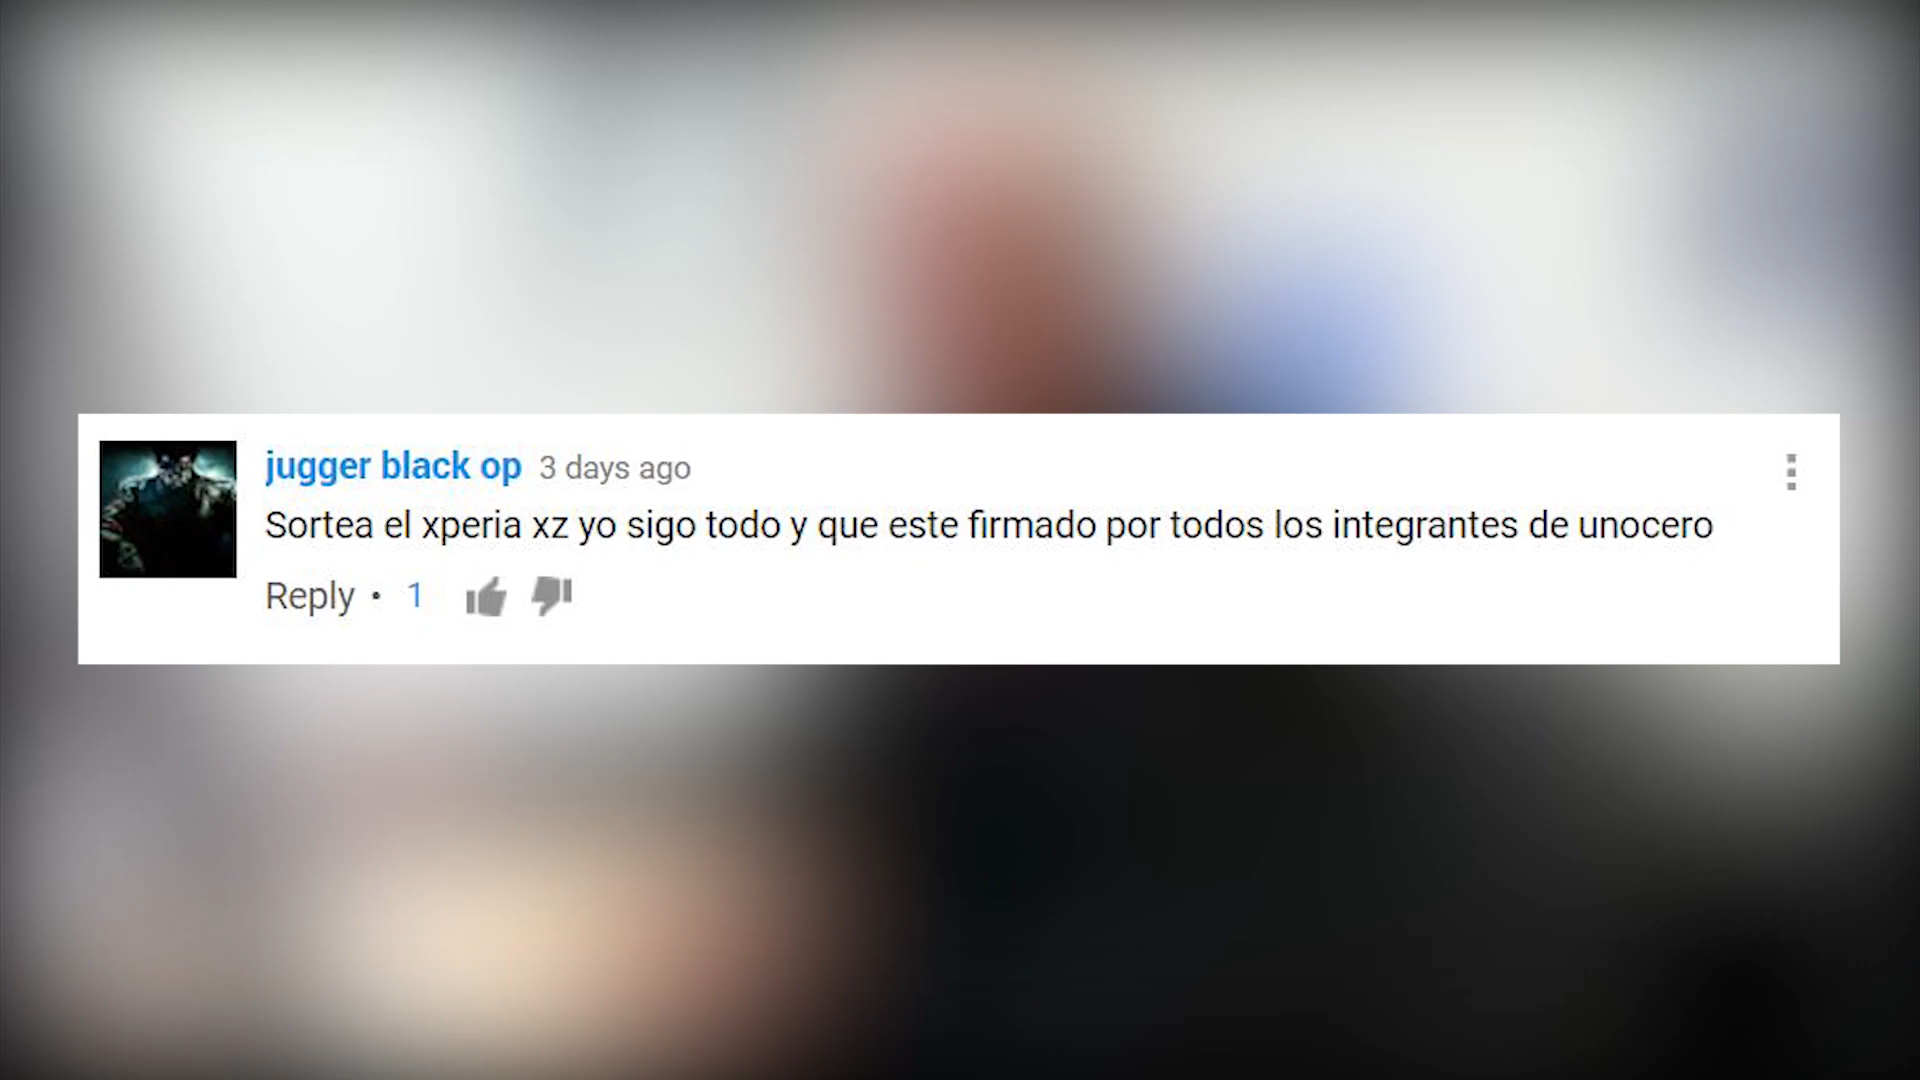 jugger black op 3 days ago
Sortea el xperia xz yo sigo todo y que este firmado por todos los integrantes de unocero
Reply • 1